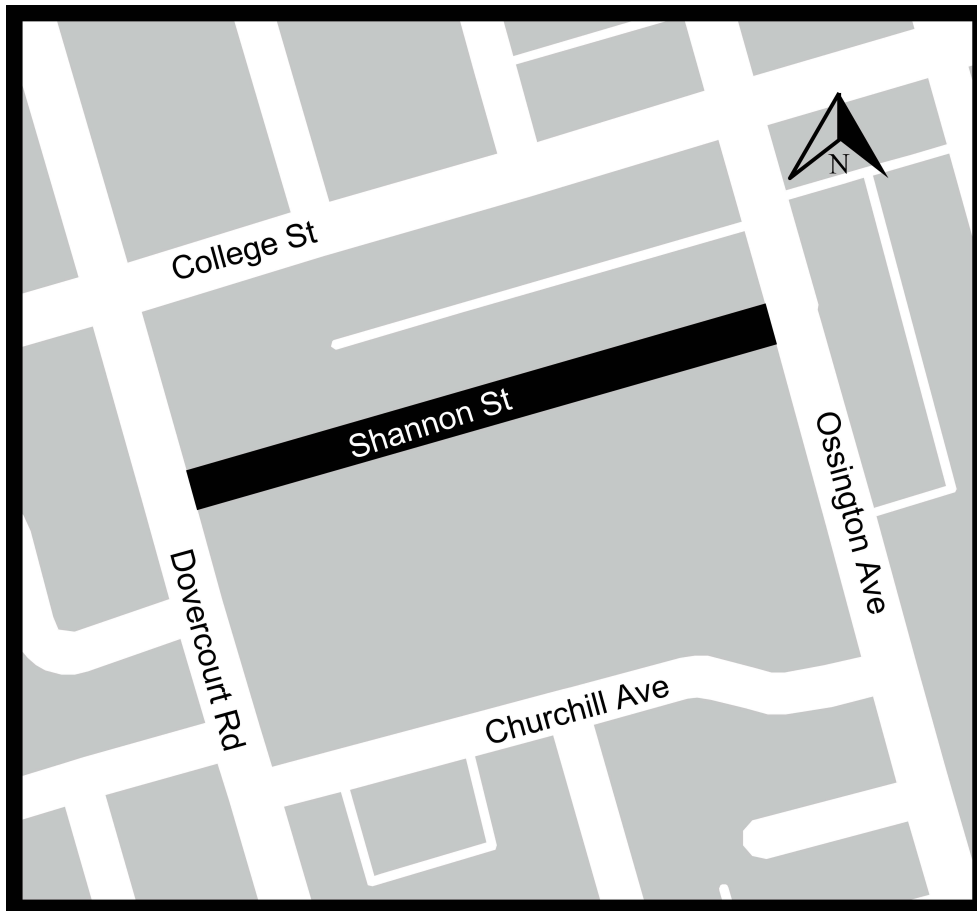 N
College St
Shannon St
Ossington Ave
Dovercourt Rd
Churchill Ave